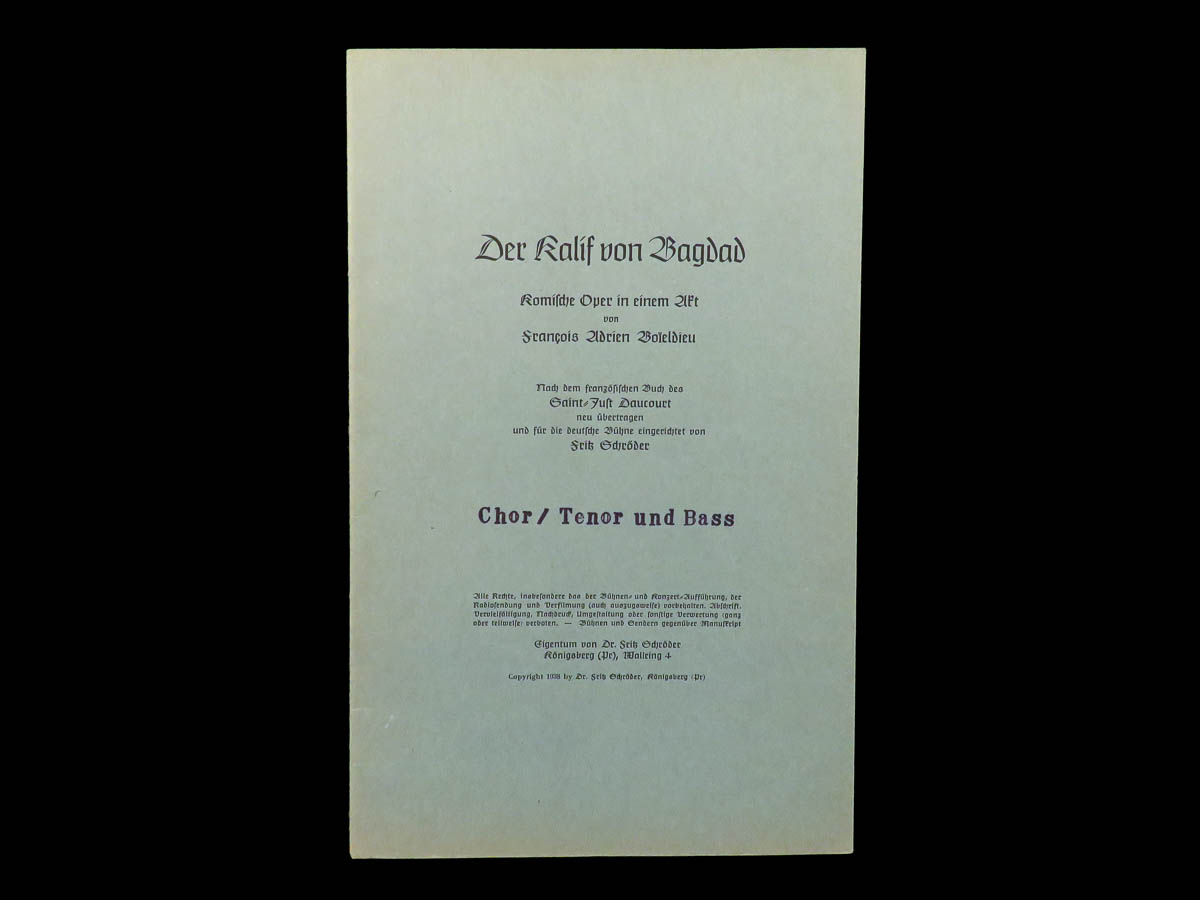 Der Kalif von Bagdad
Komische Oper in einem Akt
von
François Adrien Boieldieu
Nach dem französischen Buch des
Saint-Just Daucourt
neu übertragen
und für die deutsche Bühne eingerichtet von
Fritz Schröder
Chor/ Tenor und Bass
Alle Rechte, insbesondere das der Bühnen- und Konzert-Aufführung, der
Radiosendung und Verfilmung (auch auszugsweise) vorbehalten. Abschrift,
Vervielfältigung, Nachdruck, Umgestaltung oder sonstige Verwertung (ganz
oder teilweise) verboten. — Bühnen und Sendern gegenüber Manuskript
Eigentum von Dr. Fritz Schröder
Königsberg (Pr), Wallring 4
Copyright 1938 by Dr. Fritz Schröder, Königsberg (Pr)